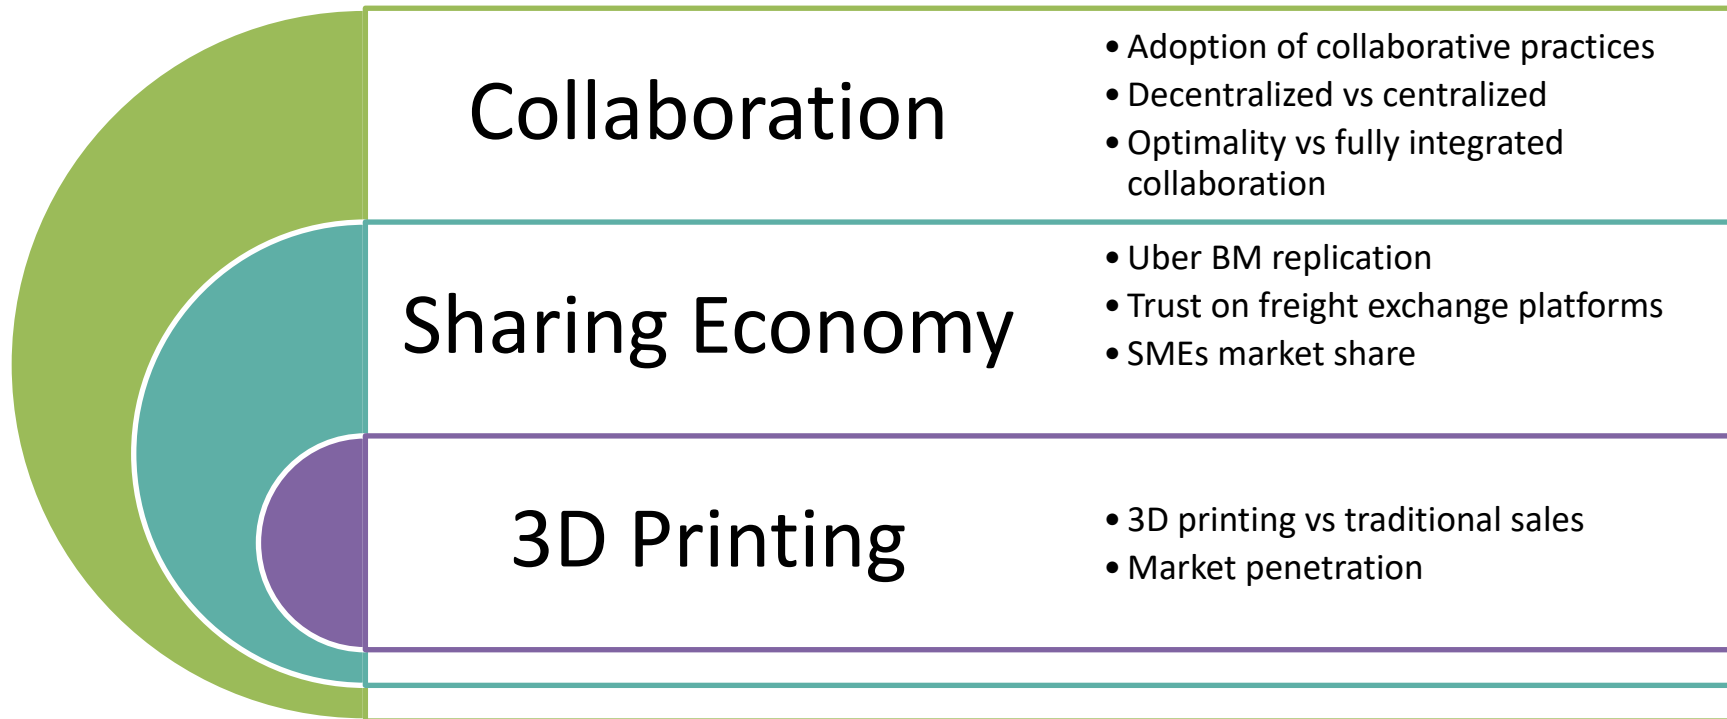 Collaboration
• Adoption of collaborative practices
• Decentralized vs centralized
• Optimality vs fully integrated
collaboration
Sharing Economy
• Uber BM replication
• Trust on freight exchange platforms
• SMEs market share
3D Printing
• 3D printing vs traditional sales
• Market penetration